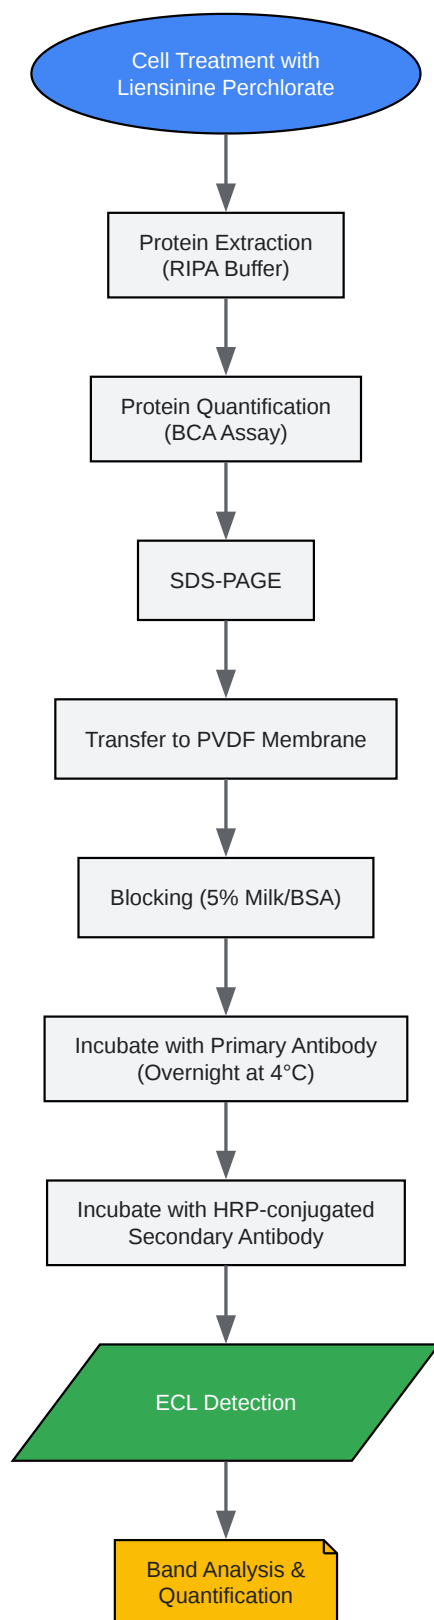 Cell Treatment with
Liensinine Perchlorate
Protein Extraction
(RIPA Buffer)
Protein Quantification
(BCA Assay)
SDS-PAGE
Transfer to PVDF Membrane
Blocking (5% Milk/BSA)
Incubate with Primary Antibody
(Overnight at 4°C)
Incubate with HRP-conjugated
Secondary Antibody
ECL Detection
Band Analysis &
Quantification